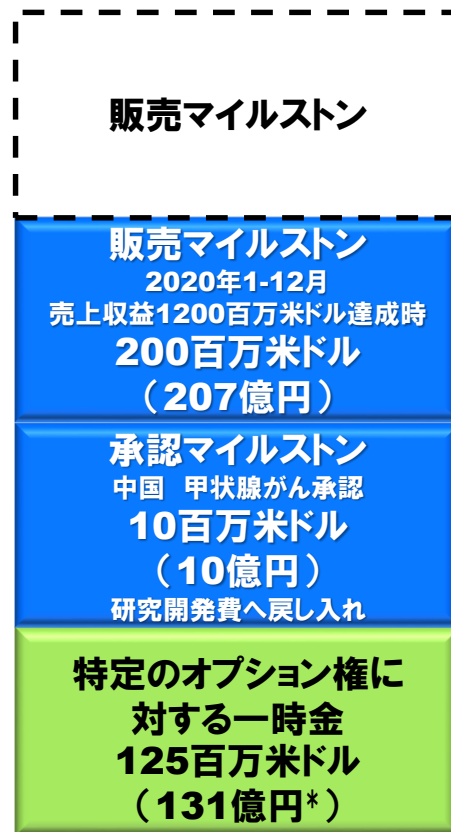 販売マイルストン
販売マイルストン
2020年1-12月
売上収益1200百万米ドル達成時
200百万米ドル
（207億円）
承認マイルストン
中国　甲状腺がん承認
10百万米ドル
（10億円）
研究開発費へ戻し入れ
特定のオプション権に
対する一時金
125百万米ドル
（131億円*）